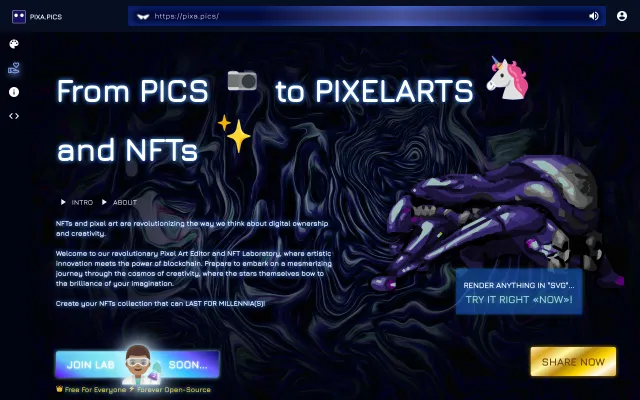 PIXA.PICS
https://pixa.pics/
From PICS to PIXELARTS
and NFTs
INTRO ABOUT
NFTs and pixel art are revolutionizing the way we think about digital ownership
and creativity..
Welcome to our revolutionary Pixel Art Editor and NFT Laboratory, where artistic
innovation meets the power of blockchain. Prepare to embark on a mesmerizing
journey through the cosmos of creativity, where the stars themselves bow to
the brilliance of your imagination.
Create your NFTs collection that can LAST FOR MILLENNIA(S)!
RENDER ANYTHING IN "SVG"...
TRY IT RIGHT «NOW»!
JOIN LAB SOON...
SHARE NOW
Free For Everyone Forever Open-Source